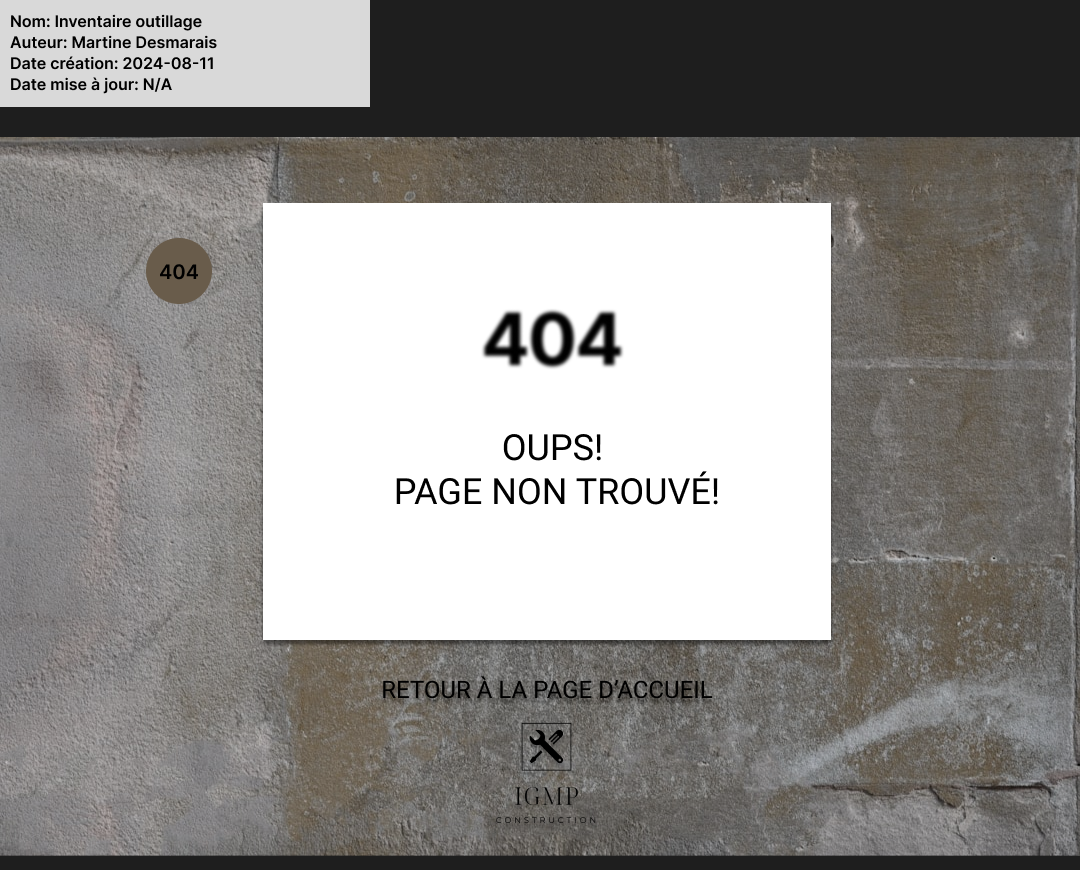 Nom: Inventaire outillage
Auteur: Martine Desmarais
Date création: 2024-08-11
Date mise à jour: N/A
404
404
OUPS!
PAGE NON TROUVÉ!
RETOUR À LA PAGE D'ACCUEIL
IGMP
CONSTRUCTION